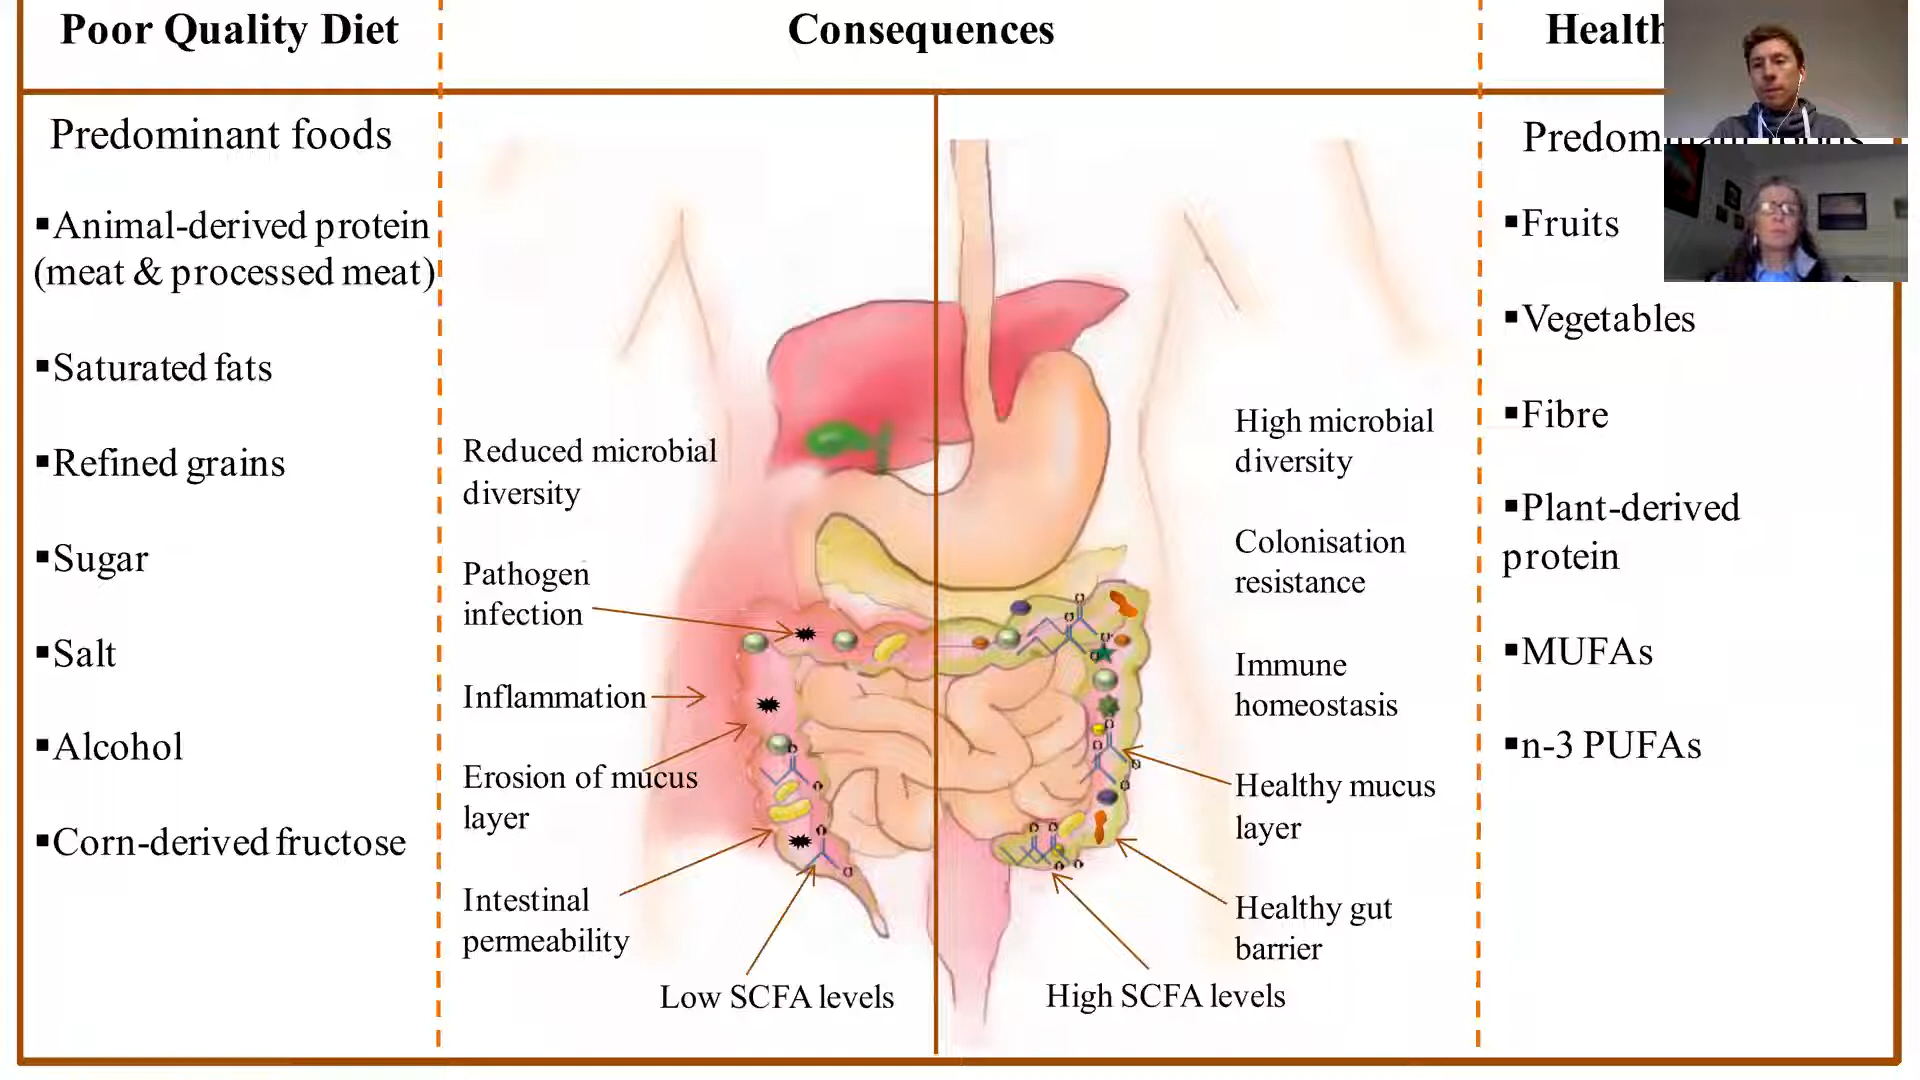 Poor Quality Diet
Consequences
Predominant foods
▪Animal-derived protein
(meat & processed meat)
▪Saturated fats
▪Refined grains
▪Sugar
▪Salt
▪Alcohol
▪Corn-derived fructose
Reduced microbial
diversity
Pathogen
infection
Inflammation
Erosion of mucus
layer
Intestinal
permeability
Low SCFA levels
High microbial
diversity
Colonisation
resistance
Immune
homeostasis
Healthy mucus
layer
Healthy gut
barrier
High SCFA levels
▪Fruits
▪Vegetables
▪Fibre
▪Plant-derived
protein
▪MUFAs
▪n-3 PUFAs